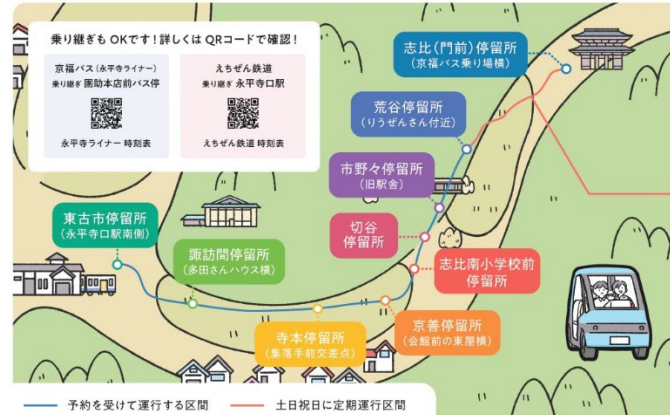 乗り継ぎも OKです！詳しくは QRコードで確認！
京福バス（永平寺ライナー）
乗り継ぎ 團助本店前バス停
永平寺ライナー 時刻表
えちぜん鉄道
乗り継ぎ 永平寺口駅
えちぜん鉄道 時刻表
志比（門前）停留所
（京福バス乗り場横）
荒谷停留所
（りうぜんさん付近）
市野々停留所
（旧駅舎）
切谷
停留所
志比南小学校前
停留所
東古市停留所
（永平寺口駅南側）
諏訪間停留所
（多田さんハウス横）
寺本停留所
（集落手前交差点）
京善停留所
（会館前の東屋横）
予約を受けて運行する区間
土日祝日に定期運行区間